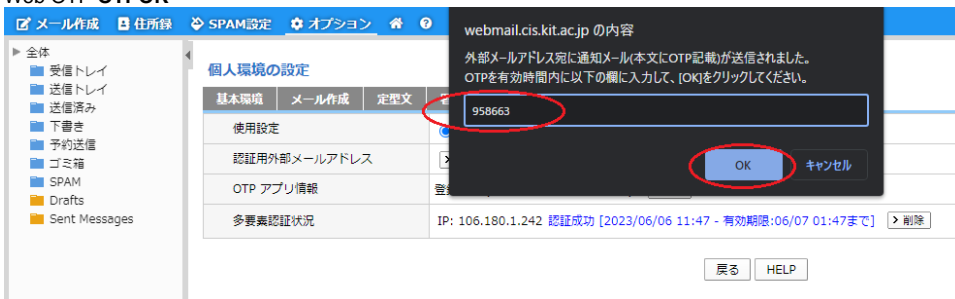 メール作成 住所録 SPAM設定 オプション
全体
受信トレイ
送信トレイ
送信済み
下書き
予約送信
ゴミ箱
SPAM
Drafts
Sent Messages
個人環境の設定
基本環境 メール作成 定型文
使用設定
認証用外部メールアドレス
OTP アプリ情報
多要素認証状況 IP: 106.180.1.242 認証成功 [2023/06/06 11:47 - 有効期限:06/07 01:47まで] 削除
戻る HELP
webmail.cis.kit.ac.jp の内容
外部メールアドレス宛に通知メール(本文にOTP記載)が送信されました。
OTPを有効時間内に以下の欄に入力して、[OK]をクリックしてください。
958663
OK キャンセル